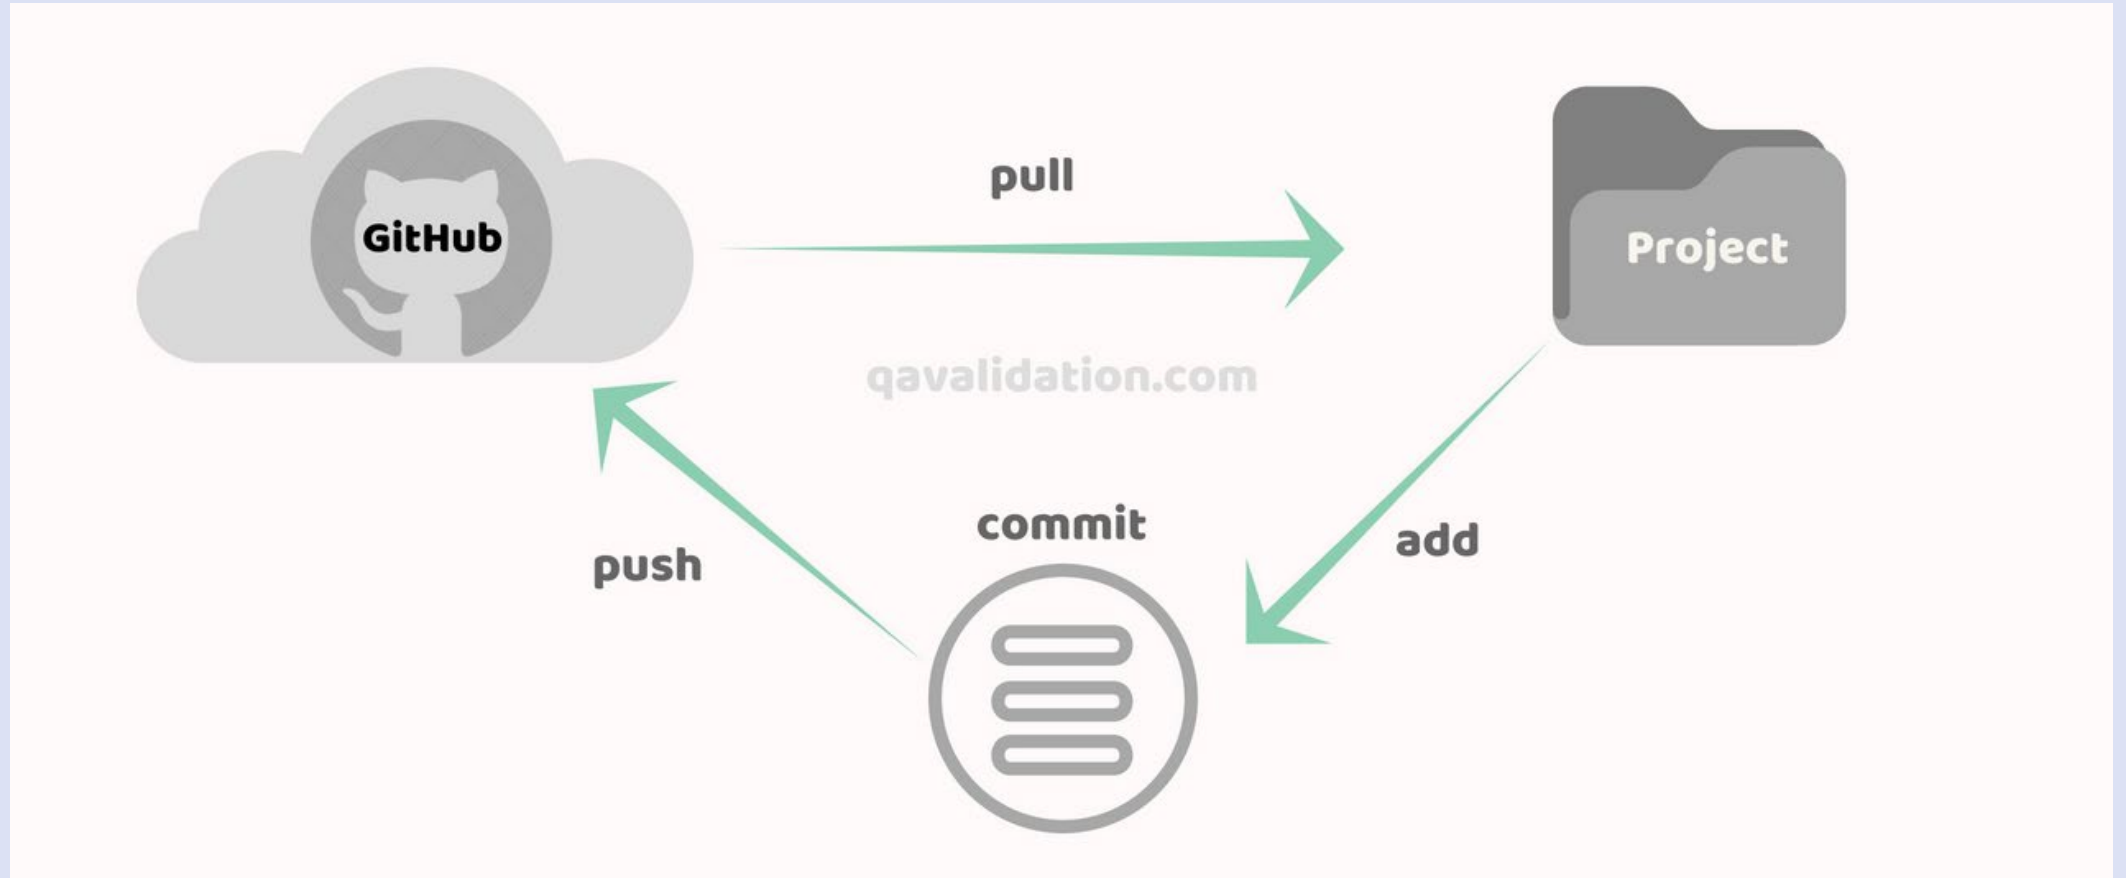 pull
GitHub
Project
qavalidation.com
commit
add
push